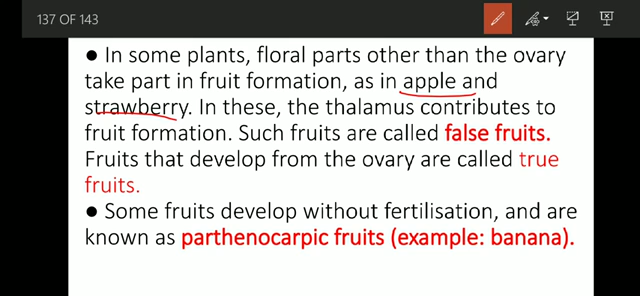 137 OF 143
● In some plants, floral parts other than the ovary
take part in fruit formation, as in apple and
strawberry. In these, the thalamus contributes to
fruit formation. Such fruits are called false fruits.
Fruits that develop from the ovary are called true
fruits.
● Some fruits develop without fertilisation, and are
known as parthenocarpic fruits (example: banana).